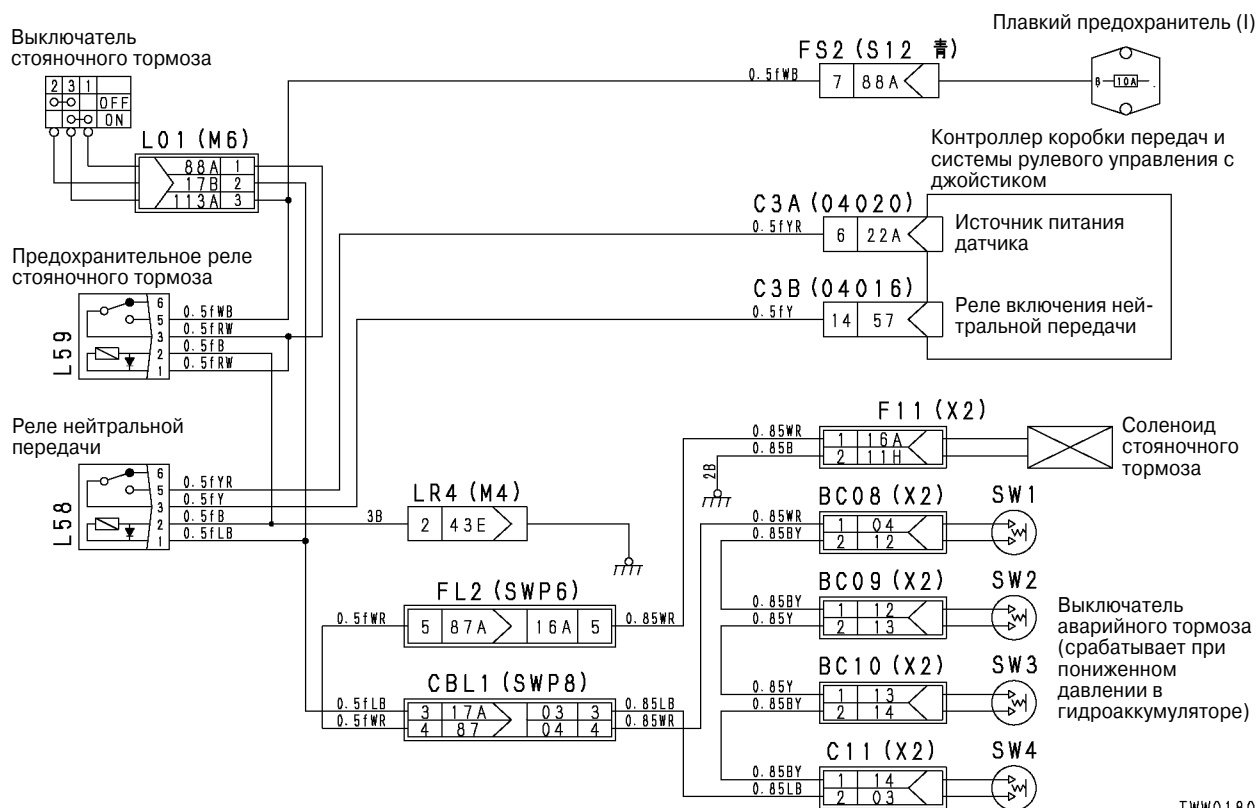 Плавкий предохранитель (I)
Выключатель
стояночного тормоза
FS2 (S12 青)
0.5fWB
7 88A
10A
2 3 1
OFF
ON
L01 (M6)
88A 1
17B 2
113A 3
Контроллер коробки передач и
системы рулевого управления с
джойстиком
C3A (04020)
0.5fYR
6 22A
Источник питания
датчика
Предохранительное реле
стояночного тормоза
C3B (04016)
0.5fY
14 57
Реле включения ней-
тральной передачи
L59
6
5 0.5fWB
3 0.5fRW
2 0.5fB
1 0.5fRW
Реле нейтральной
передачи
F11 (X2)
0.85WR
0.85B
1 16A
2 11H
2B
Соленоид
стояночного
тормоза
L58
6
5 0.5fYR
3 0.5fY
2 0.5fB
1 0.5fLB
3B
LR4 (M4)
2 43E
BC08 (X2)
SW1
0.85WR
0.85BY
1 04
2 12
FL2 (SWP6)
0.5fWR
5 87A 16A 5
0.85WR
BC09 (X2)
SW2
0.85BY
0.85Y
1 12
2 13
Выключатель
аварийного тормоза
(срабатывает при
пониженном
давлении в
гидроаккумуляторе)
BC10 (X2)
SW3
0.85Y
0.85BY
1 13
2 14
CBL1 (SWP8)
0.5fLB
0.5fWR
3 17A 03 3
4 87 04 4
0.85LB
0.85WR
C11 (X2)
SW4
0.85BY
0.85LB
1 14
2 03